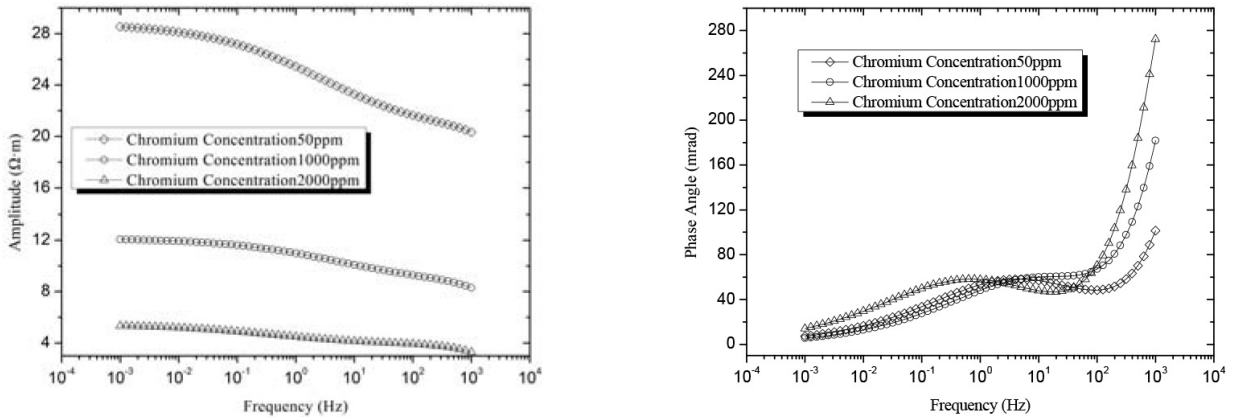 28
24
20
16
12
8
4
Amplitude (Ω·m)
Chromium Concentration50ppm
Chromium Concentration1000ppm
Chromium Concentration2000ppm
10-4 10-3 10-2 10-1 100 101 102 103 104
Frequency (Hz)
280
240
200
160
120
80
40
0
Phase Angle (mrad)
Chromium Concentration50ppm
Chromium Concentration1000ppm
Chromium Concentration2000ppm
10-4 10-3 10-2 10-1 100 101 102 103 104
Frequency (Hz)